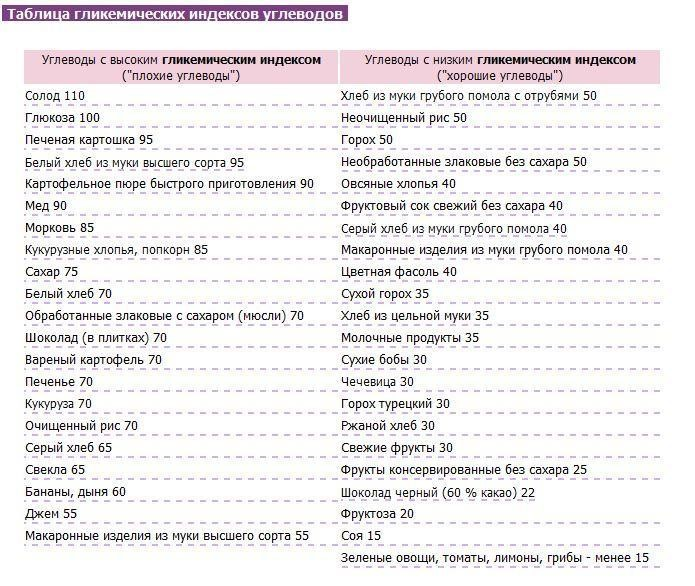 Таблица гликемических индексов углеводов
Углеводы с высоким гликемическим индексом
("плохие углеводы")
Углеводы с низким гликемическим индексом
("хорошие углеводы")
Солод 110
Хлеб из муки грубого помола с отрубями 50
Глюкоза 100
Неочищенный рис 50
Печеная картошка 95
Горох 50
Белый хлеб из муки высшего сорта 95
Необработанные злаковые без сахара 50
Картофельное пюре быстрого приготовления 90
Овсяные хлопья 40
Мед 90
Фруктовый сок свежий без сахара 40
Морковь 85
Серый хлеб из муки грубого помола 40
Кукурузные хлопья, попкорн 85
Макаронные изделия из муки грубого помола 40
Сахар 75
Цветная фасоль 40
Белый хлеб 70
Сухой горох 35
Обработанные злаковые с сахаром (мюсли) 70
Хлеб из цельной муки 35
Шоколад (в плитках) 70
Молочные продукты 35
Вареный картофель 70
Сухие бобы 30
Печенье 70
Чечевица 30
Кукуруза 70
Горох турецкий 30
Очищенный рис 70
Ржаной хлеб 30
Серый хлеб 65
Свежие фрукты 30
Свекла 65
Фрукты консервированные без сахара 25
Бананы, дыня 60
Шоколад черный (60 % какао) 22
Джем 55
Фруктоза 20
Макаронные изделия из муки высшего сорта 55
Соя 15
Зеленые овощи, томаты, лимоны, грибы - менее 15